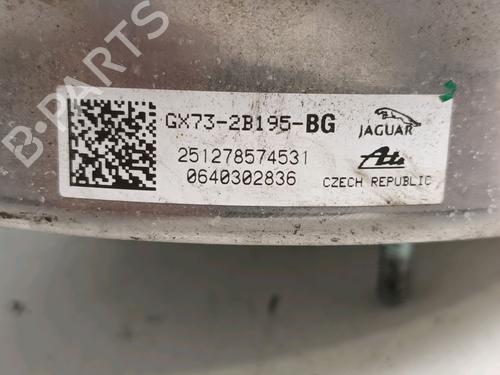 B-PARTS
GX73-2B195-BG
JAGUAR
251278574531
Ate
0640302836
CZECH REPUBLIC